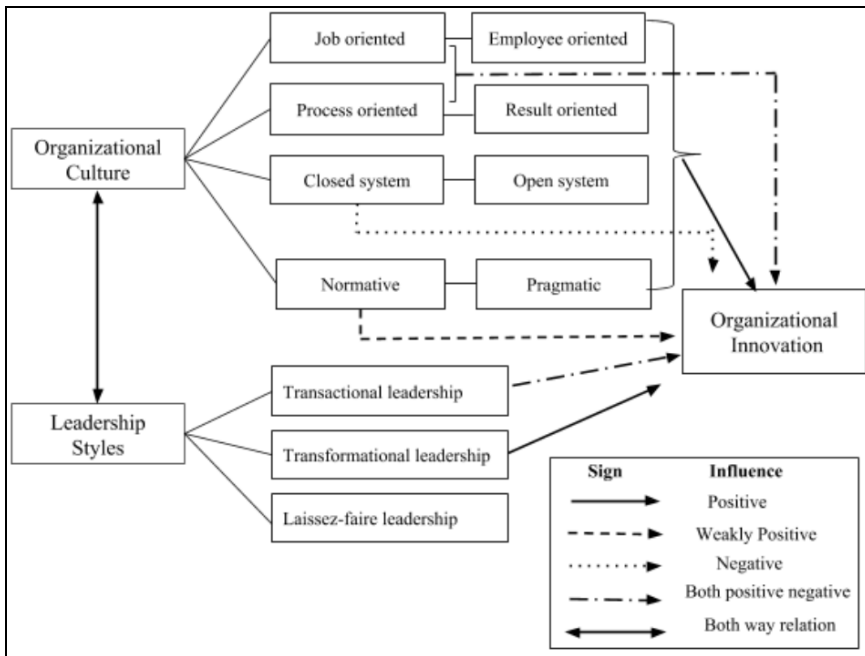 Job oriented
Employee oriented
Process oriented
Result oriented
Organizational
Culture
Closed system
Open system
Normative
Pragmatic
Organizational
Innovation
Transactional leadership
Leadership
Styles
Transformational leadership
Laissez-faire leadership
Sign Influence
Positive
Weakly Positive
Negative
Both positive negative
Both way relation